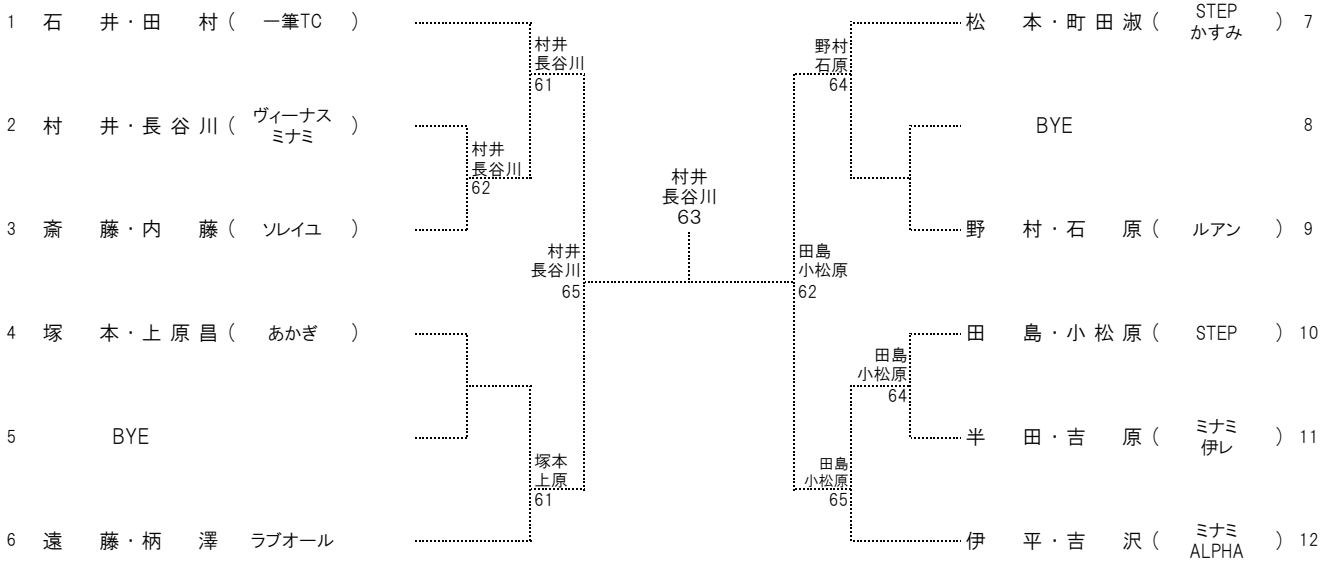 1 石 井・田 村 ( 一筆TC )
村井
長谷川
61
2 村 井・長 谷 川 ( ヴィーナス
ミナミ )
村井
長谷川
62
3 斎 藤・内 藤 ( ソレイユ )
村井
長谷川
65
4 塚 本・上 原 昌 ( あかぎ )
5 BYE
塚本
上原
61
6 遠 藤・柄 澤 ラブオール
村井
長谷川
63
松 本・町 田 淑 ( STEP
かすみ ) 7
野村
石原
64
BYE 8
野 村・石 原 ( ルアン ) 9
田島
小松原
62
田 島・小 松 原 ( STEP ) 10
田島
小松原
64
半 田・吉 原 ( ミナミ
伊レ ) 11
田島
小松原
65
伊 平・吉 沢 ( ミナミ
ALPHA ) 12